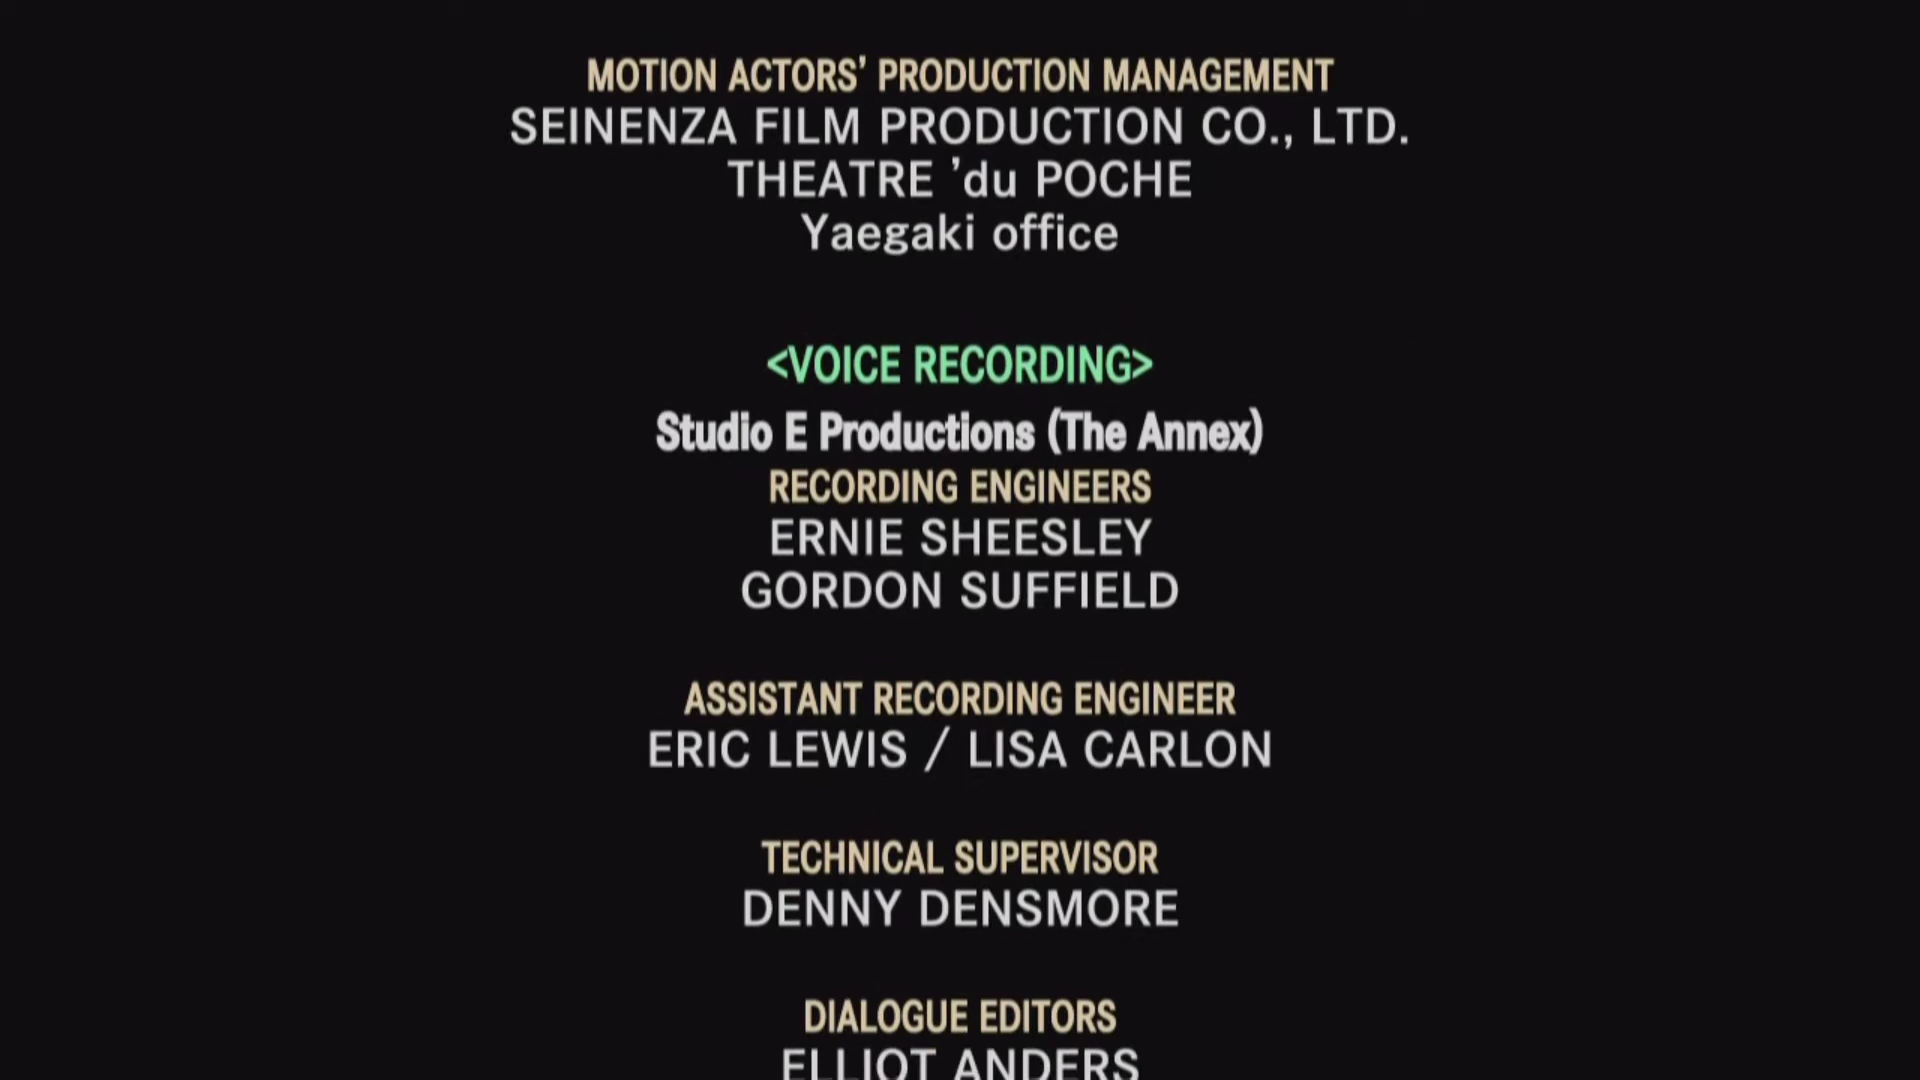 MOTION ACTORS’ PRODUCTION MANAGEMENT
SEINENZA FILM PRODUCTION CO., LTD.
THEATRE ’du POCHE
Yaegaki office
<VOICE RECORDING>
Studio E Productions (The Annex)
RECORDING ENGINEERS
ERNIE SHEESLEY
GORDON SUFFIELD
ASSISTANT RECORDING ENGINEER
ERIC LEWIS / LISA CARLON
TECHNICAL SUPERVISOR
DENNY DENSMORE
DIALOGUE EDITORS
ELLIOT ANDERS